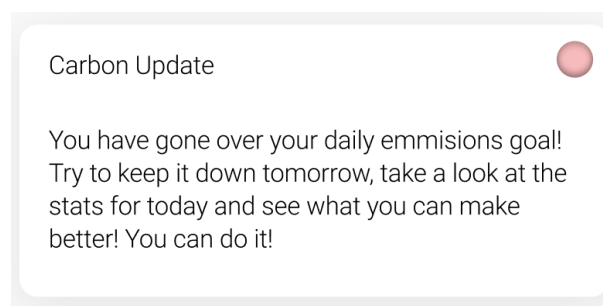 Carbon Update
You have gone over your daily emmisions goal!
Try to keep it down tomorrow, take a look at the
stats for today and see what you can make
better! You can do it!